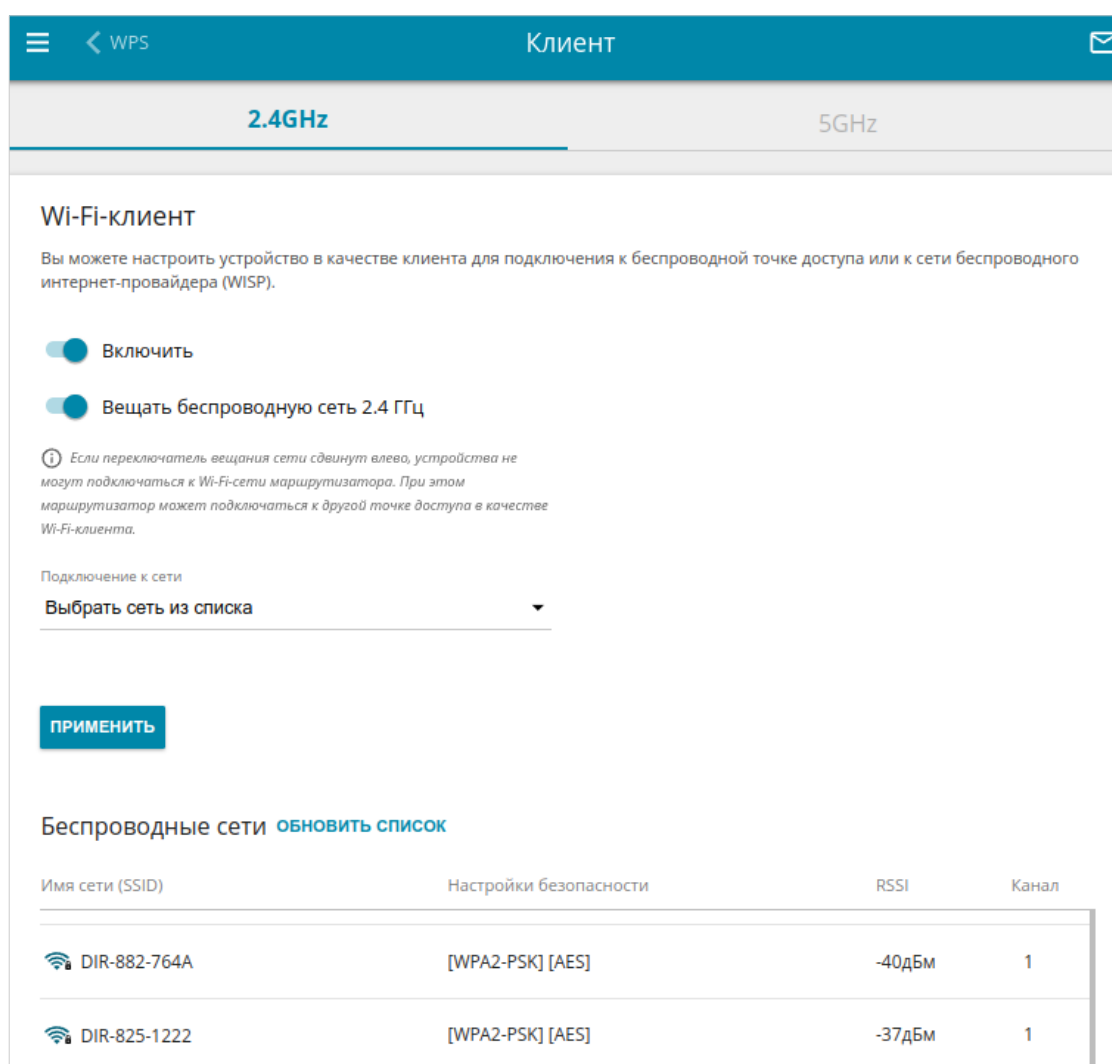 WPS Клиент
2.4GHz 5GHz
Wi-Fi-клиент
Вы можете настроить устройство в качестве клиента для подключения к беспроводной точке доступа или к сети беспроводного
интернет-провайдера (WISP).
Включить
Вещать беспроводную сеть 2.4 ГГц
Если переключатель вещания сети сдвинут влево, устройства не
могут подключаться к Wi-Fi-сети маршрутизатора. При этом
маршрутизатор может подключаться к другой точке доступа в качестве
Wi-Fi-клиента.
Подключение к сети
Выбрать сеть из списка
ПРИМЕНИТЬ
Беспроводные сети ОБНОВИТЬ СПИСОК
Имя сети (SSID) Настройки безопасности RSSI Канал
DIR-882-764A [WPA2-PSK] [AES] -40дБм 1
DIR-825-1222 [WPA2-PSK] [AES] -37дБм 1